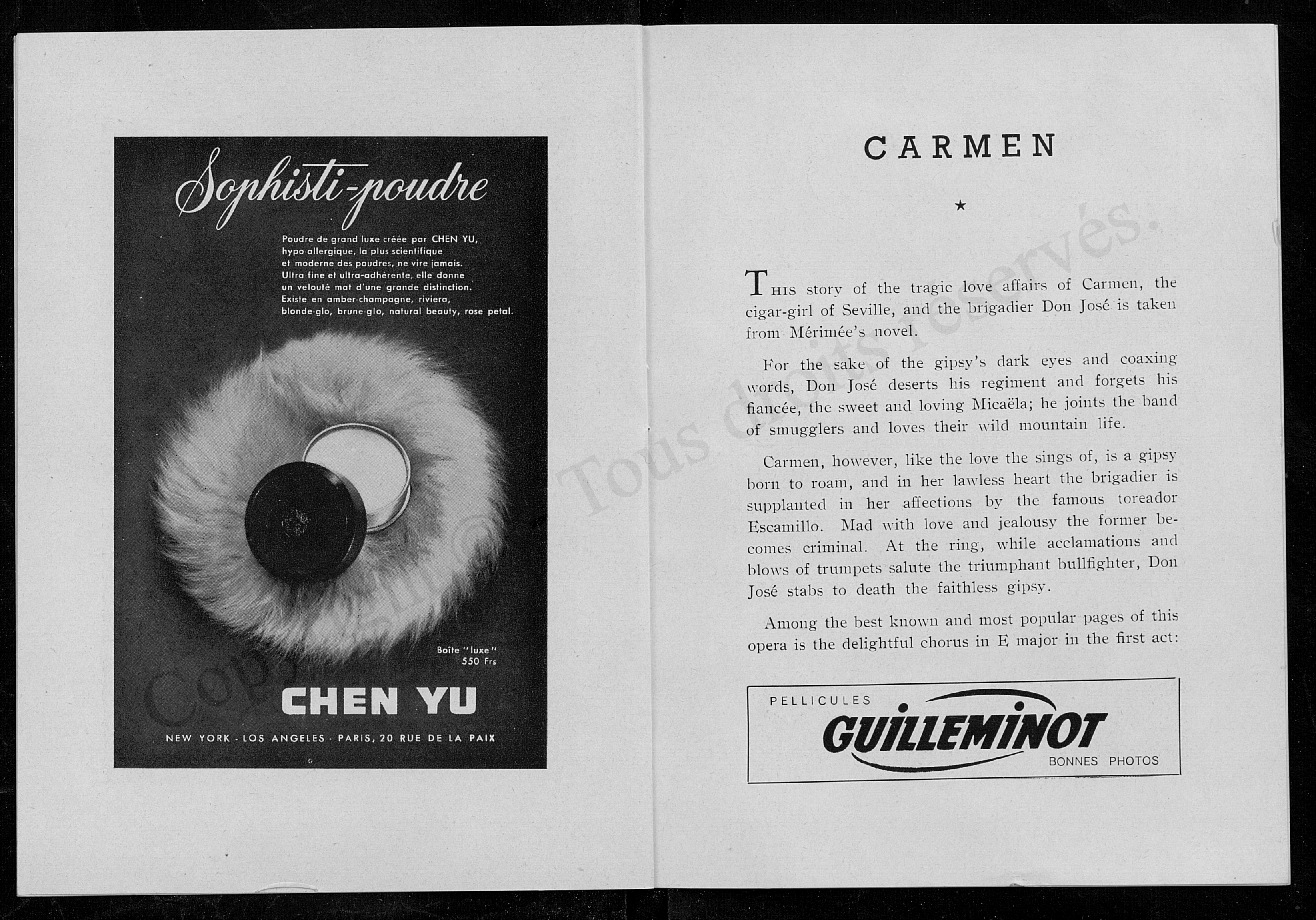 Sophisti-poudre
Poudre de grand luxe créée par CHEN YU,
hypo allergique, la plus scientifique
et moderne des poudres, ne vire jamais.
Ultra fine et ultra-adhérente, elle donne
un velouté mat d'une grande distinction.
Existe en amber-champagne, riviera,
blonde-glo, brune-glo, natural beauty, rose petal.
Boîte "luxe"
550 Frs
CHEN YU
NEW YORK - LOS ANGELES - PARIS, 20 RUE DE LA PAIX
CARMEN
★
THIS story of the tragic love affairs of Carmen, the
cigar-girl of Seville, and the brigadier Don José is taken
from Mérimée's novel.
For the sake of the gipsy's dark eyes and coaxing
words, Don José deserts his regiment and forgets his
fiancée, the sweet and loving Micaëla; he joints the band
of smugglers and loves their wild mountain life.
Carmen, however, like the love the sings of, is a gipsy
born to roam, and in her lawless heart the brigadier is
supplanted in her affections by the famous toreador
Escamillo. Mad with love and jealousy the former be-
comes criminal. At the ring, while acclamations and
blows of trumpets salute the triumphant bullfighter, Don
José stabs to death the faithless gipsy.
Among the best known and most popular pages of this
opera is the delightful chorus in E major in the first act:
PELLICULES
GUILLEMINOT
BONNES PHOTOS
Tous droits réservés.